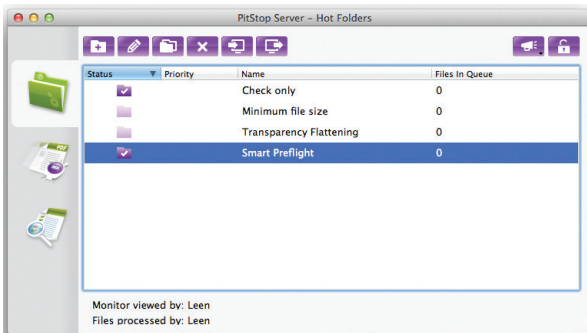 PitStop Server – Hot Folders
Status Priority Name Files In Queue
Check only 0
Minimum file size 0
Transparency Flattening 0
Smart Preflight 0
PDF
Monitor viewed by: Leen
Files processed by: Leen